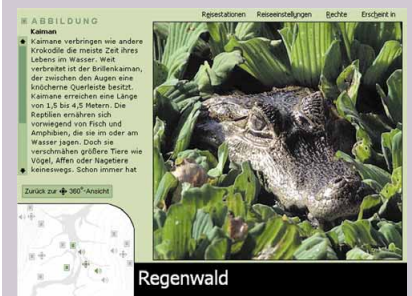 Reisestationen Reiseeinstellungen Rechte Erscheint in
ABBILDUNG
Kaiman
Kaimane verbringen wie andere
Krokodile die meiste Zeit ihres
Lebens im Wasser. Weit
verbreitet ist der Brillenkaiman,
der zwischen den Augen eine
knöcherne Querleiste besitzt.
Kaimane erreichen eine Länge
von 1,5 bis 4,5 Metern. Die
Reptilien ernähren sich
vorwiegend von Fisch und
Amphibien, die sie im oder am
Wasser jagen. Doch sie
verschmähen größere Tiere wie
Vögel, Affen oder Nagetiere
keineswegs. Schon immer hat
Zurück zur 360°-Ansicht
Regenwald